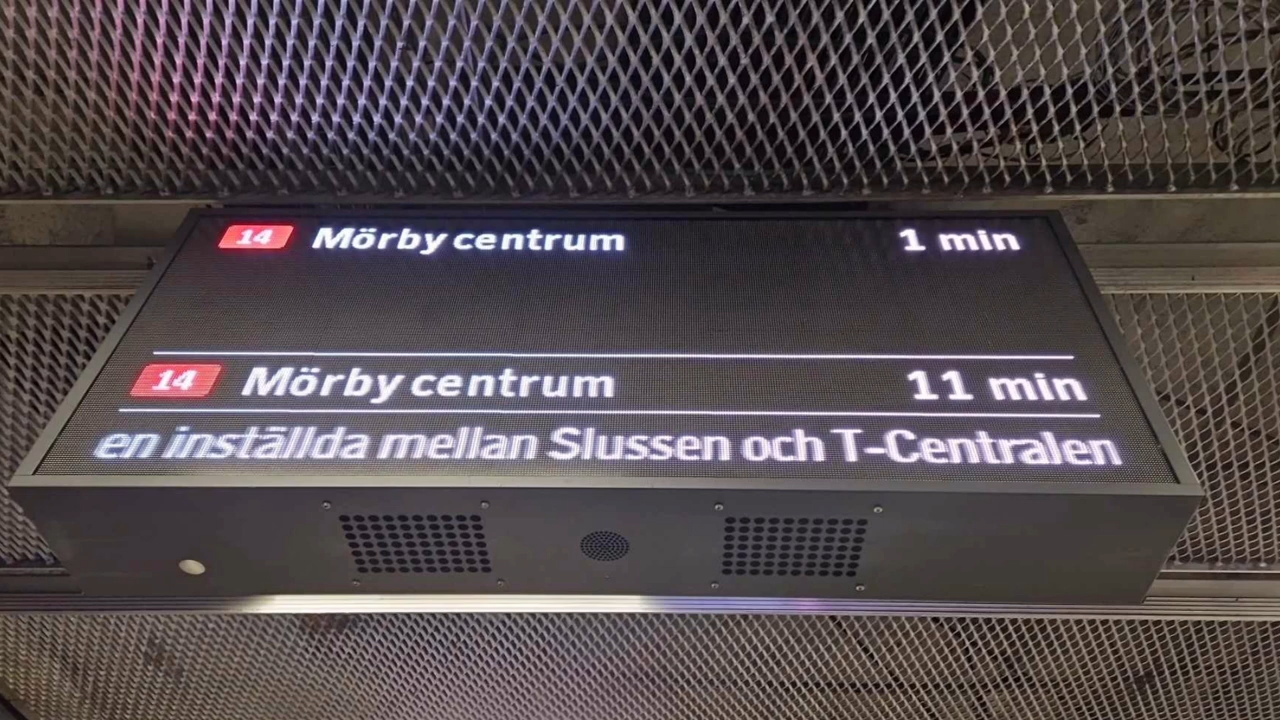 14 Mörby centrum 1 min
14 Mörby centrum 11 min
en inställda mellan Slussen och T-Centralen